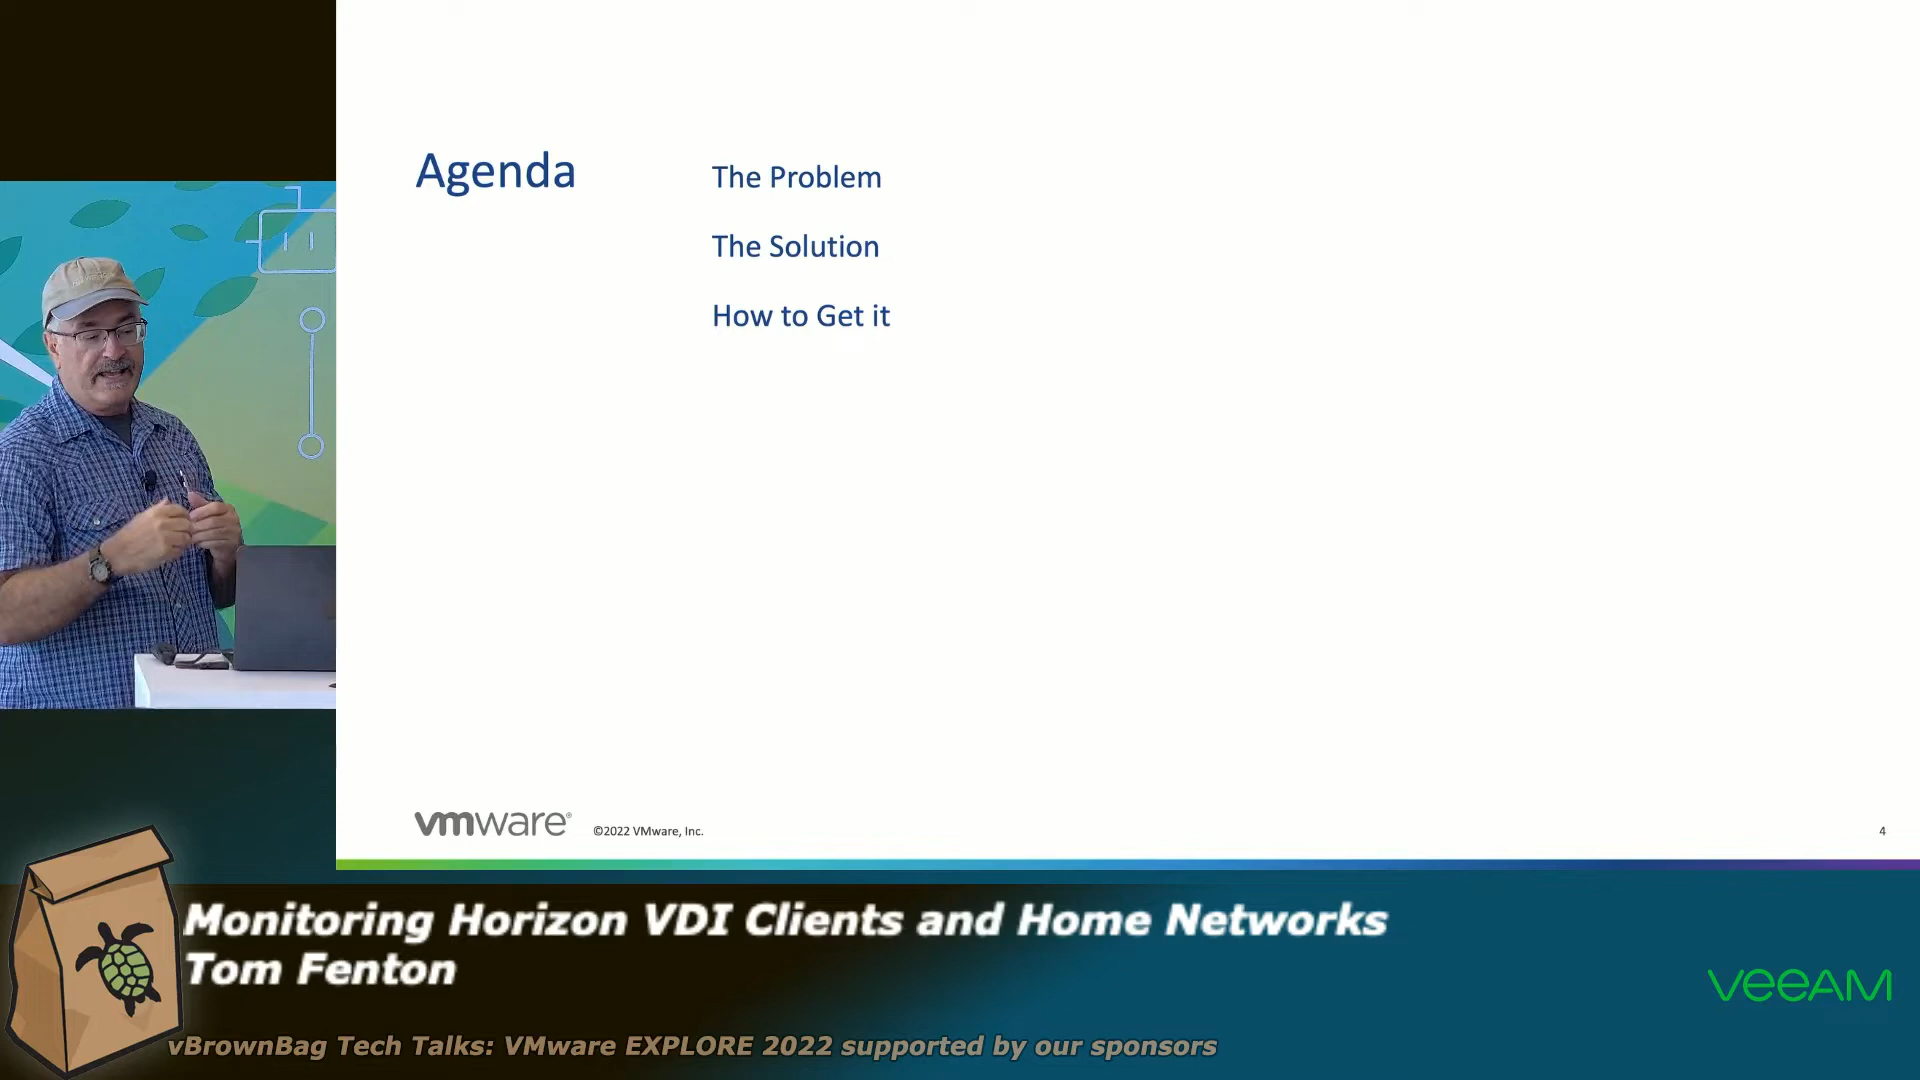 Agenda
The Problem
The Solution
How to Get it
vmware®
©2022 VMware, Inc.
4
Monitoring Horizon VDI Clients and Home Networks
Tom Fenton
vBrownBag Tech Talks: VMware EXPLORE 2022 supported by our sponsors
veeAM